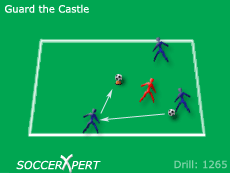 Guard the Castle
SOCCERXPERT
Drill: 1265